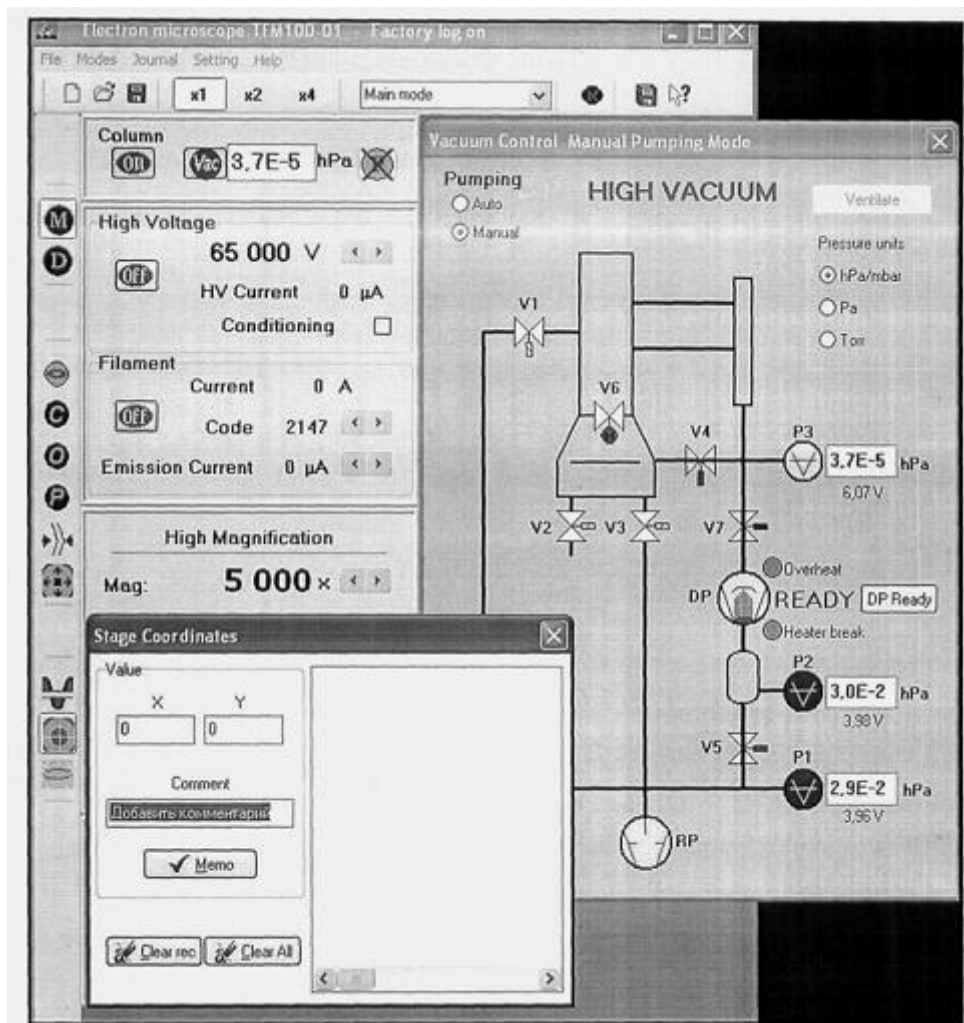 Electron microscope TEM100-01 - Factory log on
File Modes Journal Setting Help
x1 x2 x4 Main mode
Column
ON Vac 3,7E-5 hPa
High Voltage
65 000 V
OFF
HV Current 0 µA
Conditioning
Filament
Current 0 A
OFF
Code 2147
Emission Current 0 µA
High Magnification
Mag: 5 000 ×
M
D
C
O
P
Vacuum Control Manual Pumping Mode
Pumping
Auto
Manual
HIGH VACUUM
Ventilate
Pressure units
hPa/mbar
Pa
Torr
V1
V6
V4
P3
3,7E-5 hPa
6,07 V
V2 V3 V7
Overheat
DP READY DP Ready
Heater break
P2
3,0E-2 hPa
3,98 V
V5
P1
2,9E-2 hPa
3,96 V
RP
Stage Coordinates
Value
X Y
0 0
Comment
Добавить комментарий
Memo
Clear rec Clear All